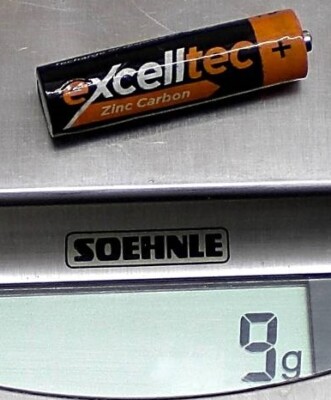 excelltec +
Zinc Carbon
SOEHNLE
9g